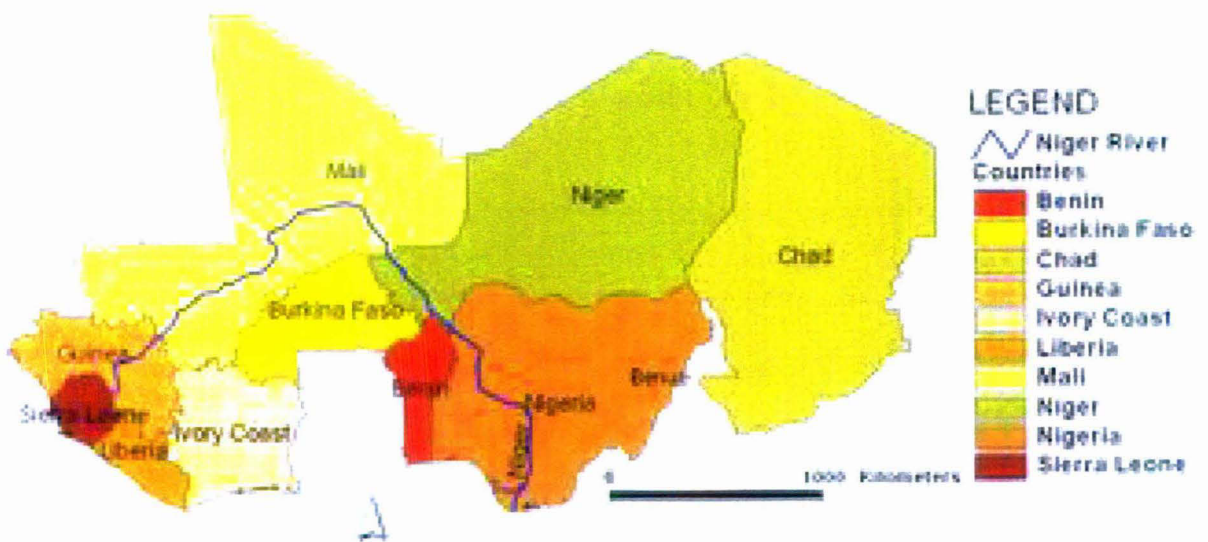 LEGEND
Niger River
Countries
Benin
Burkina Faso
Chad
Guinea
Ivory Coast
Liberia
Mali
Niger
Nigeria
Sierra Leone
Mali
Niger
Chad
Burkina Faso
Guinea
Benin
Benue
Sierra Leone
Nigeria
Ivory Coast
Liberia
Niger
0 1000 Kilometers